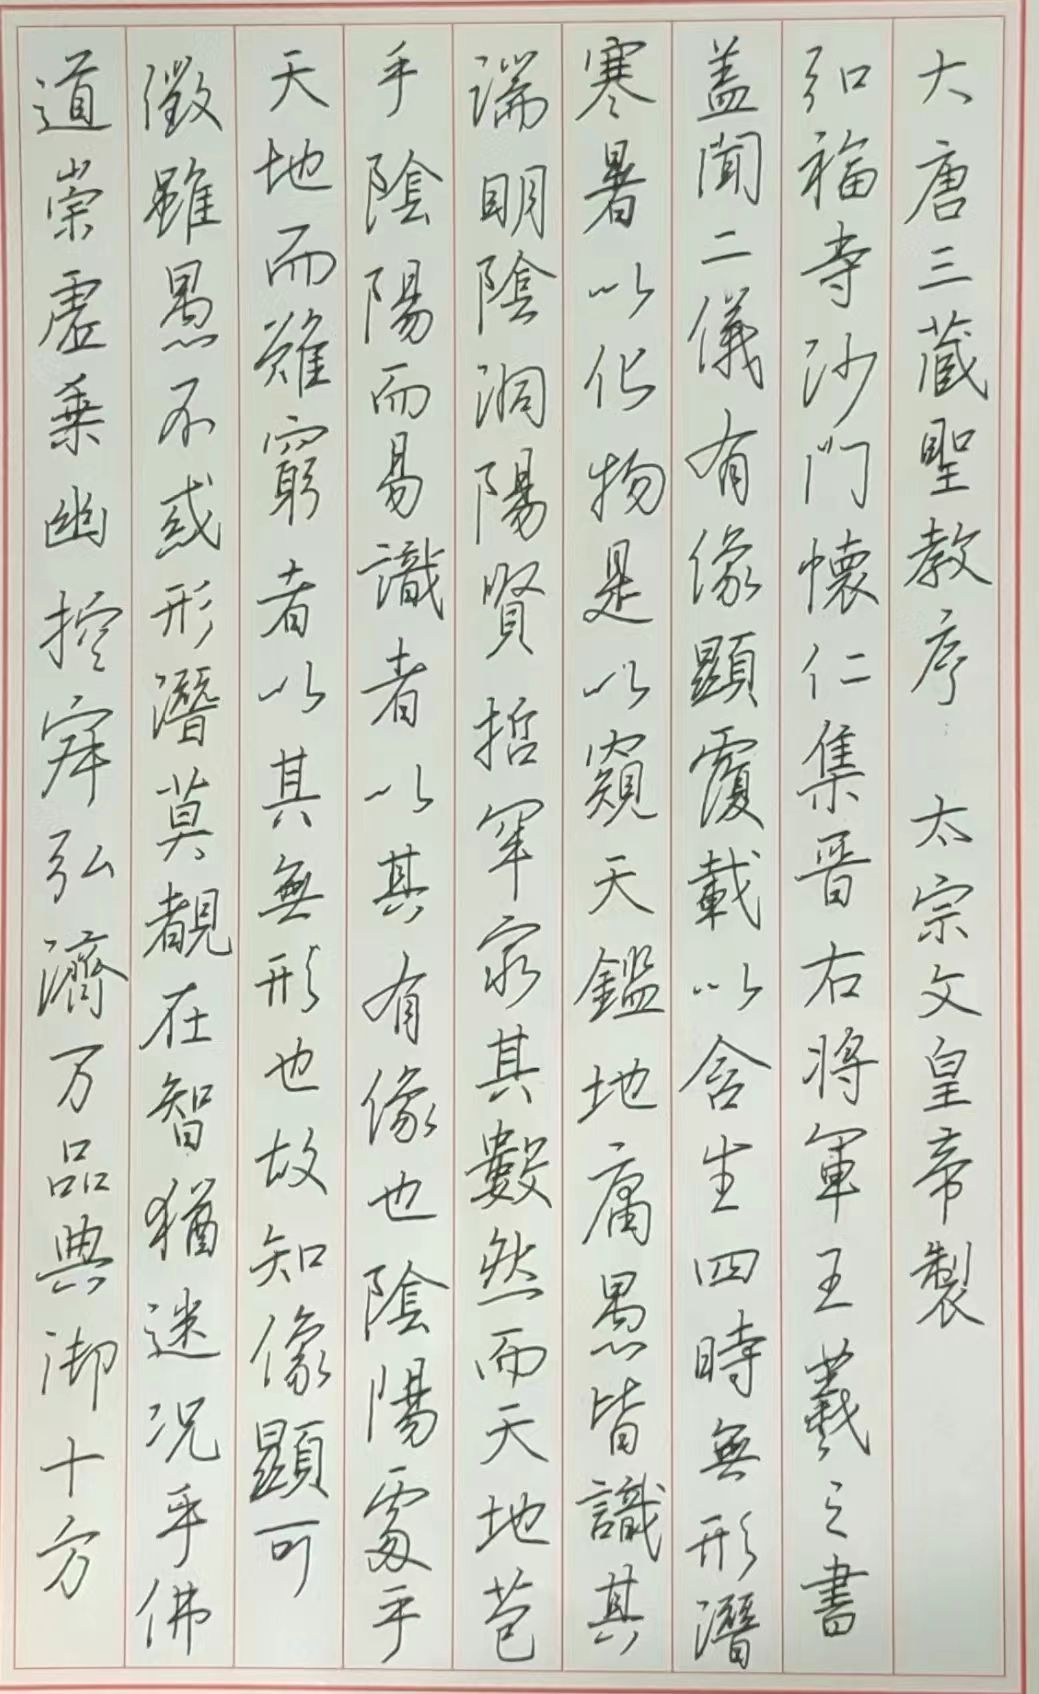 大唐三藏聖教序 太宗文皇帝製
弘福寺沙門懷仁集晋右将軍王羲之書
盖聞二儀有像顯覆載以含生四時無形潛
寒暑以化物是以窺天鑑地庸愚皆識其
端明陰洞陽賢哲罕窮其數然而天地苞
乎陰陽而易識者以其有像也陰陽處乎
天地而難窮者以其無形也故知像顯可
徵雖愚不惑形潛莫覩在智猶迷况乎佛
道崇虛乗幽控寂弘濟万品典御十方